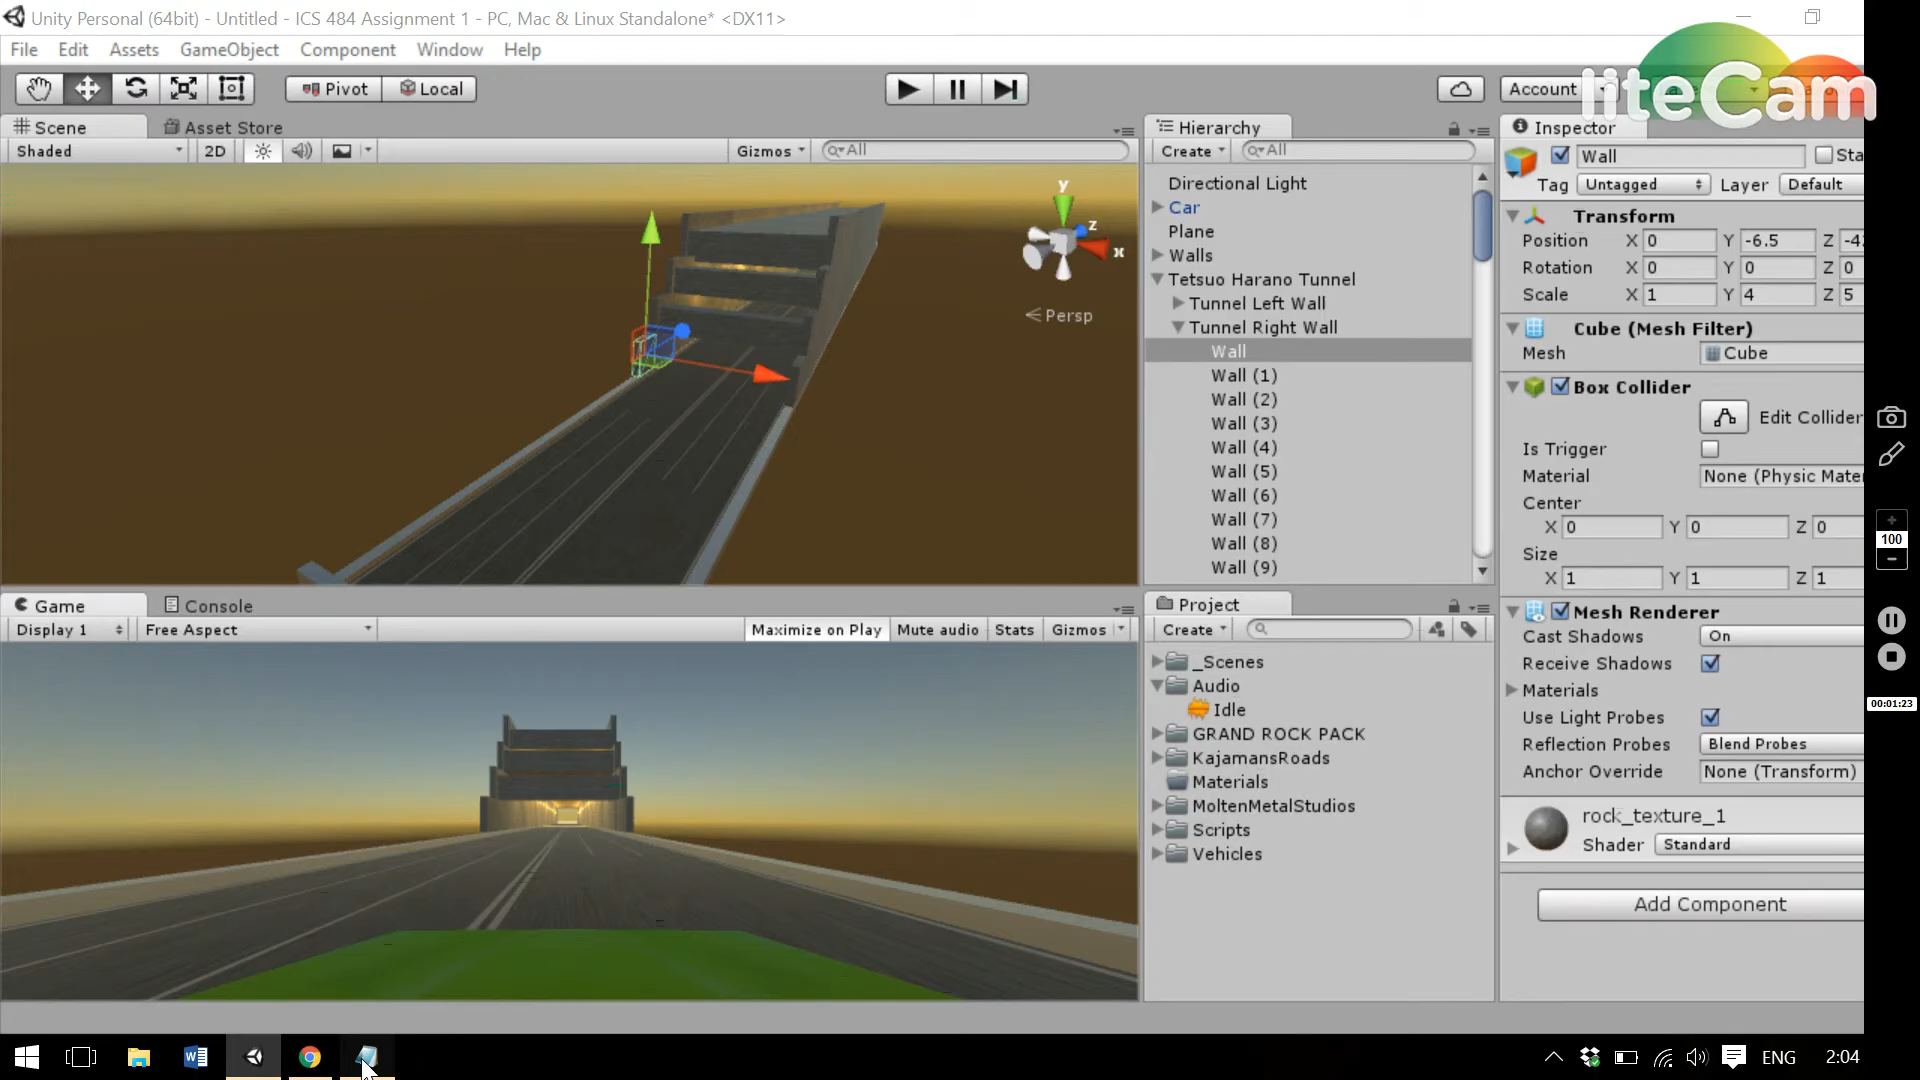 Unity Personal (64bit) - Untitled - ICS 484 Assignment 1 - PC, Mac & Linux Standalone* <DX11>
File Edit Assets GameObject Component Window Help
Pivot Local Account
liteCam
Scene Asset Store
Shaded 2D Gizmos All
y
z
x
Persp
Hierarchy
Create All
Directional Light
Car
Plane
Walls
Tetsuo Harano Tunnel
Tunnel Left Wall
Tunnel Right Wall
Wall
Wall (1)
Wall (2)
Wall (3)
Wall (4)
Wall (5)
Wall (6)
Wall (7)
Wall (8)
Wall (9)
Inspector
Wall Sta
Tag Untagged Layer Default
Transform
Position X 0 Y -6.5 Z
Rotation X 0 Y 0 Z 0
Scale X 1 Y 4 Z 5
Cube (Mesh Filter)
Mesh Cube
Box Collider
Edit Collider
Is Trigger
Material None (Physic Mate
Center
X 0 Y 0 Z 0
Size
X 1 Y 1 Z 1
Mesh Renderer
Cast Shadows On
Receive Shadows
Materials
Use Light Probes
Reflection Probes Blend Probes
Anchor Override None (Transform)
rock_texture_1
Shader Standard
Add Component
Game Console
Display 1 Free Aspect Maximize on Play Mute audio Stats Gizmos
Project
Create
_Scenes
Audio
Idle
GRAND ROCK PACK
KajamansRoads
Materials
MoltenMetalStudios
Scripts
Vehicles
100
00:01:23
ENG 2:04